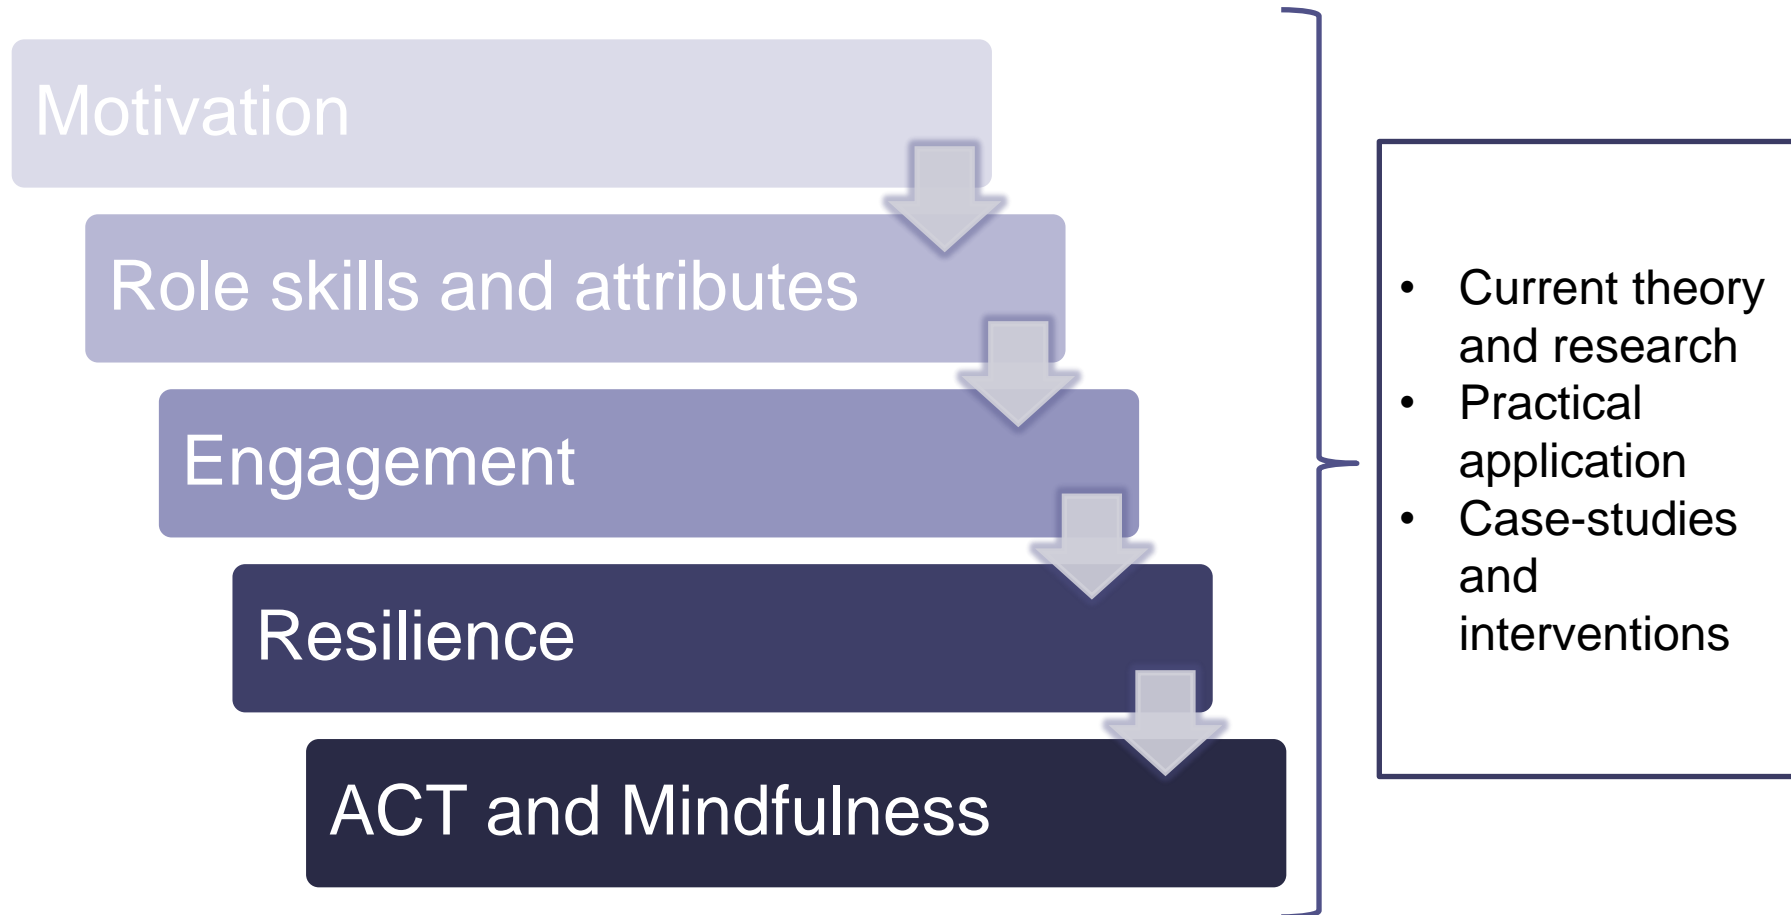 Motivation
Role skills and attributes
Engagement
Resilience
ACT and Mindfulness
• Current theory
and research
• Practical
application
• Case-studies
and
interventions